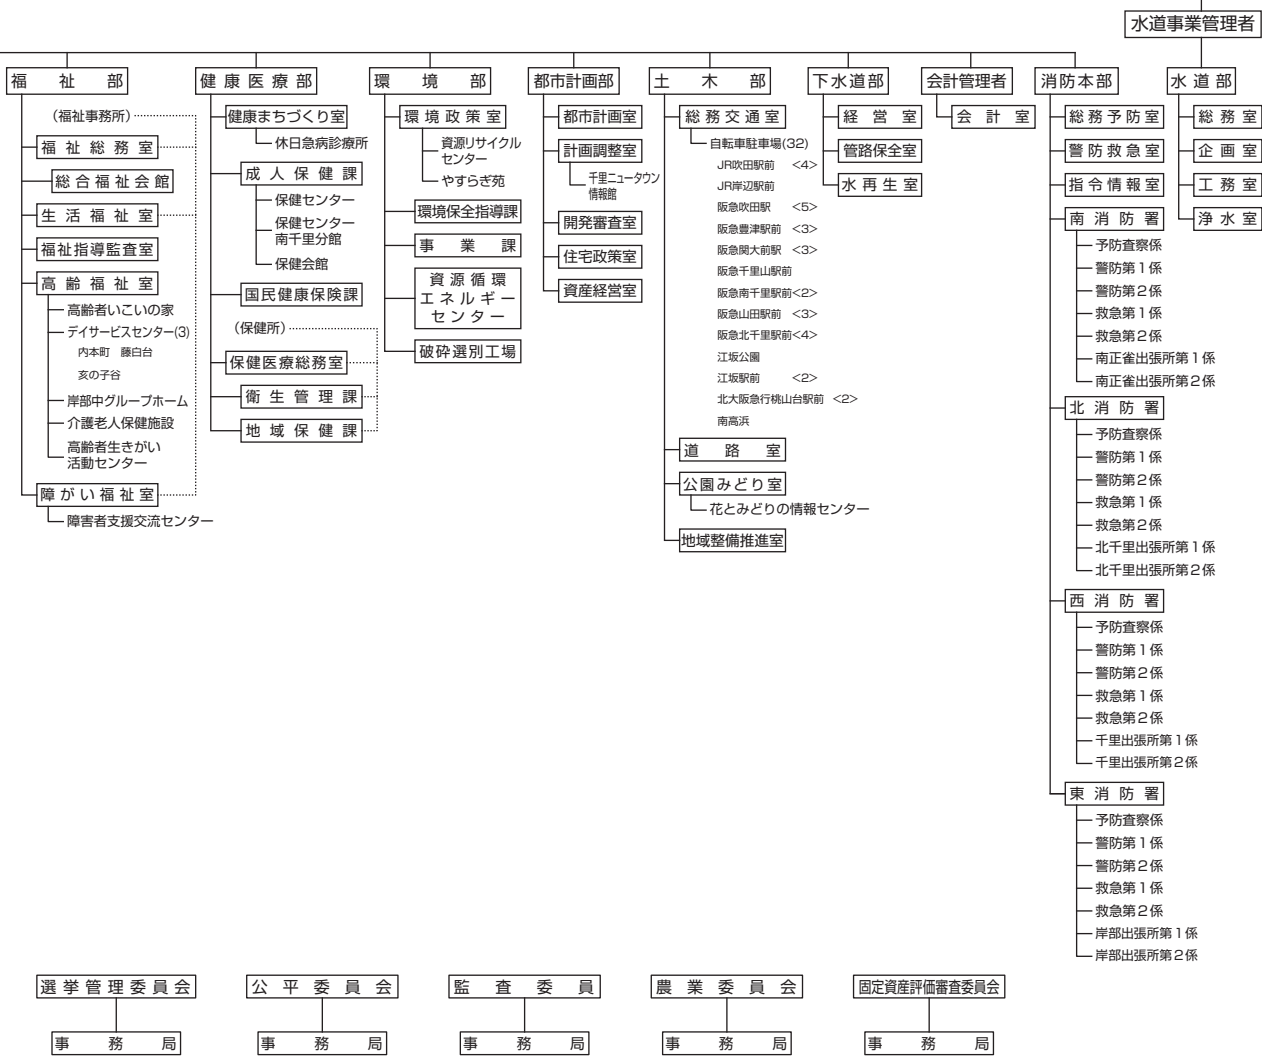 水道事業管理者
福祉部
(福祉事務所)
福祉総務室
総合福祉会館
生活福祉室
福祉指導監査室
高齢福祉室
高齢者いこいの家
デイサービスセンター(3)
内本町 藤白台
亥の子谷
岸部中グループホーム
介護老人保健施設
高齢者生きがい
活動センター
障がい福祉室
障害者支援交流センター
健康医療部
健康まちづくり室
休日急病診療所
成人保健課
保健センター
保健センター
南千里分館
保健会館
国民健康保険課
(保健所)
保健医療総務室
衛生管理課
地域保健課
環境部
環境政策室
資源リサイクル
センター
やすらぎ苑
環境保全指導課
事業課
資源循環
エネルギー
センター
破砕選別工場
都市計画部
都市計画室
計画調整室
千里ニュータウン
情報館
開発審査室
住宅政策室
資産経営室
土木部
総務交通室
自転車駐車場(32)
JR吹田駅前 <4>
JR岸辺駅前
阪急吹田駅 <5>
阪急豊津駅前 <3>
阪急関大前駅 <3>
阪急千里山駅前
阪急南千里駅前<2>
阪急山田駅前 <3>
阪急北千里駅前<4>
江坂公園
江坂駅前 <2>
北大阪急行桃山台駅前 <2>
南高浜
道路室
公園みどり室
花とみどりの情報センター
地域整備推進室
下水道部
経営室
管路保全室
水再生室
会計管理者
会計室
消防本部
総務予防室
警防救急室
指令情報室
南消防署
予防査察係
警防第1係
警防第2係
救急第1係
救急第2係
南正雀出張所第1係
南正雀出張所第2係
北消防署
予防査察係
警防第1係
警防第2係
救急第1係
救急第2係
北千里出張所第1係
北千里出張所第2係
西消防署
予防査察係
警防第1係
警防第2係
救急第1係
救急第2係
千里出張所第1係
千里出張所第2係
東消防署
予防査察係
警防第1係
警防第2係
救急第1係
救急第2係
岸部出張所第1係
岸部出張所第2係
水道部
総務室
企画室
工務室
浄水室
選挙管理委員会
事務局
公平委員会
事務局
監査委員
事務局
農業委員会
事務局
固定資産評価審査委員会
事務局